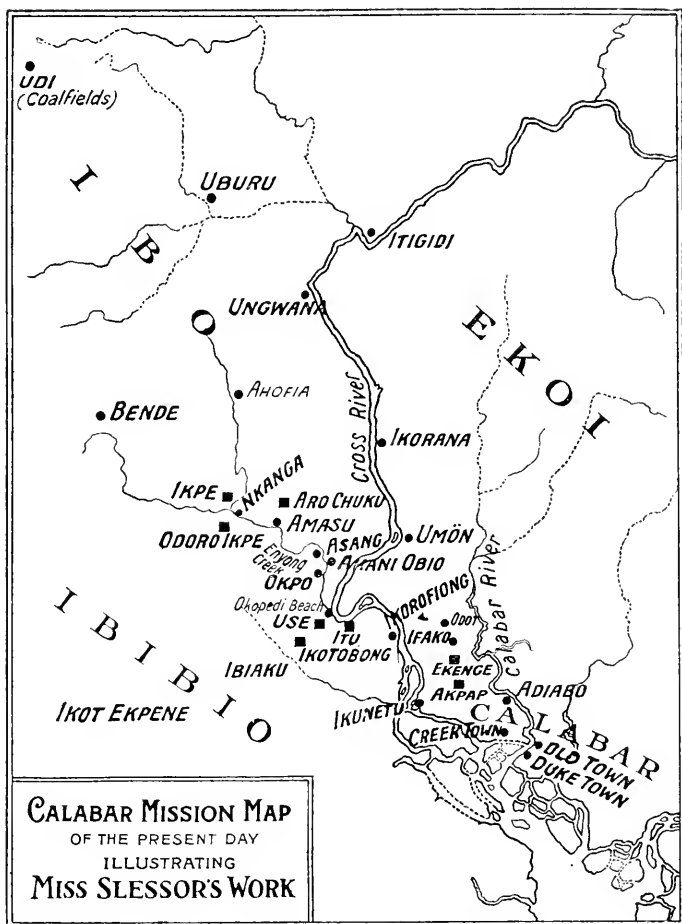 UDI
(Coalfields)
IBO
UBURU
ITIGIDI
UNGWANA
EKOI
AHOFIA
BENDE
Cross River
IKORANA
IKPE
NKANGA
ARO CHUKU
AMASU
ODORO IKPE
Enyong
Creek
ASANG
AMANI OBIO
OKPO
UMÖN
Calabar River
Okopedi Beach
USE
ITU
IKOTOBONG
KOROFIONG
ODOT
IFAKO
EKENGE
AKPAP
IBIBIO
IBIAKU
IKOT EKPENE
IKUNETU
ADIABO
CALABAR
CREEK TOWN
OLD TOWN
DUKE TOWN
CALABAR MISSION MAP
OF THE PRESENT DAY
ILLUSTRATING
MISS SLESSOR'S WORK